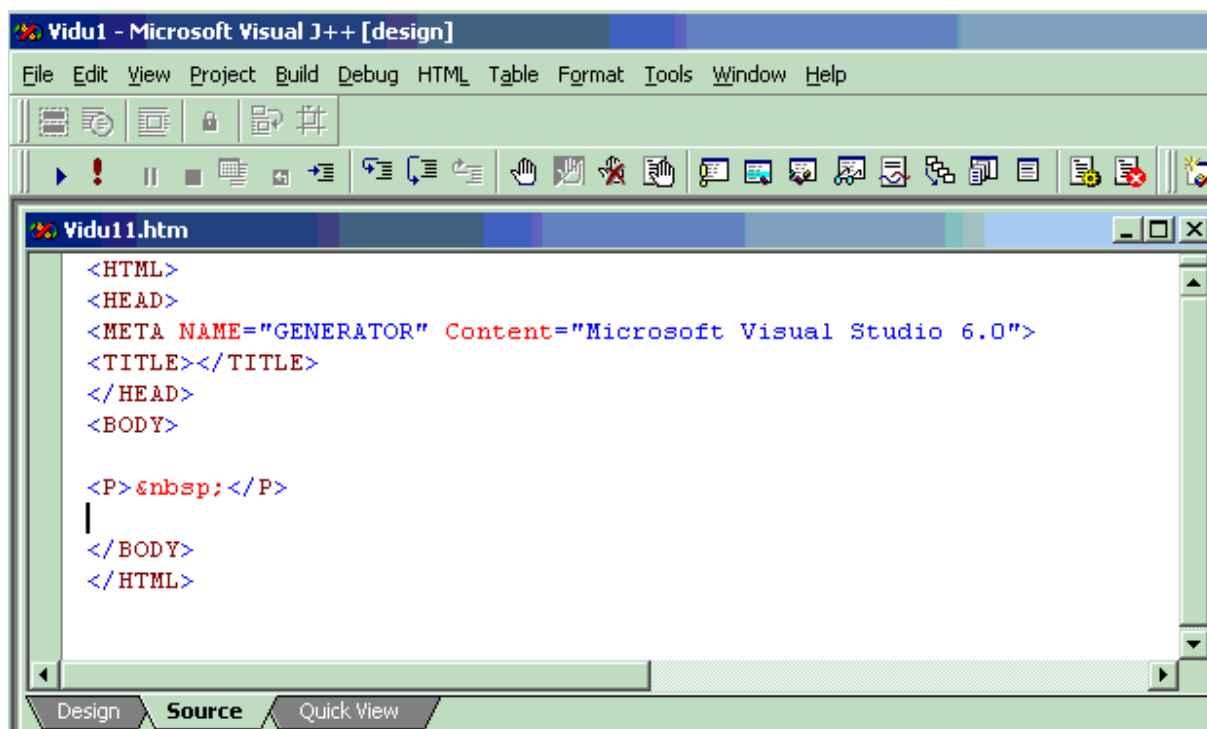 Vidu1 - Microsoft Visual J++ [design]
File Edit View Project Build Debug HTML Table Format Tools Window Help
Vidu11.htm
<HTML>
<HEAD>
<META NAME="GENERATOR" Content="Microsoft Visual Studio 6.0">
<TITLE></TITLE>
</HEAD>
<BODY>
<P>&nbsp;</P>
</BODY>
</HTML>
Design Source Quick View